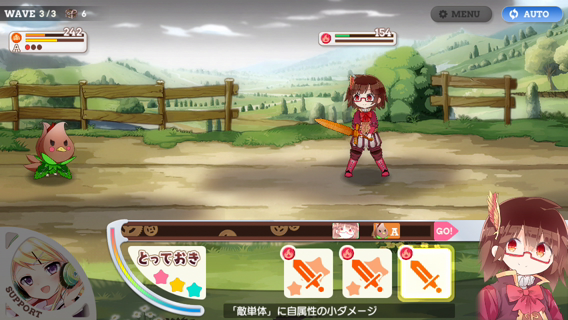 WAVE 3/3 6
MENU
AUTO
242
A
154
A
GO!
とっておき
SUPPORT
「敵単体」に自属性の小ダメージ